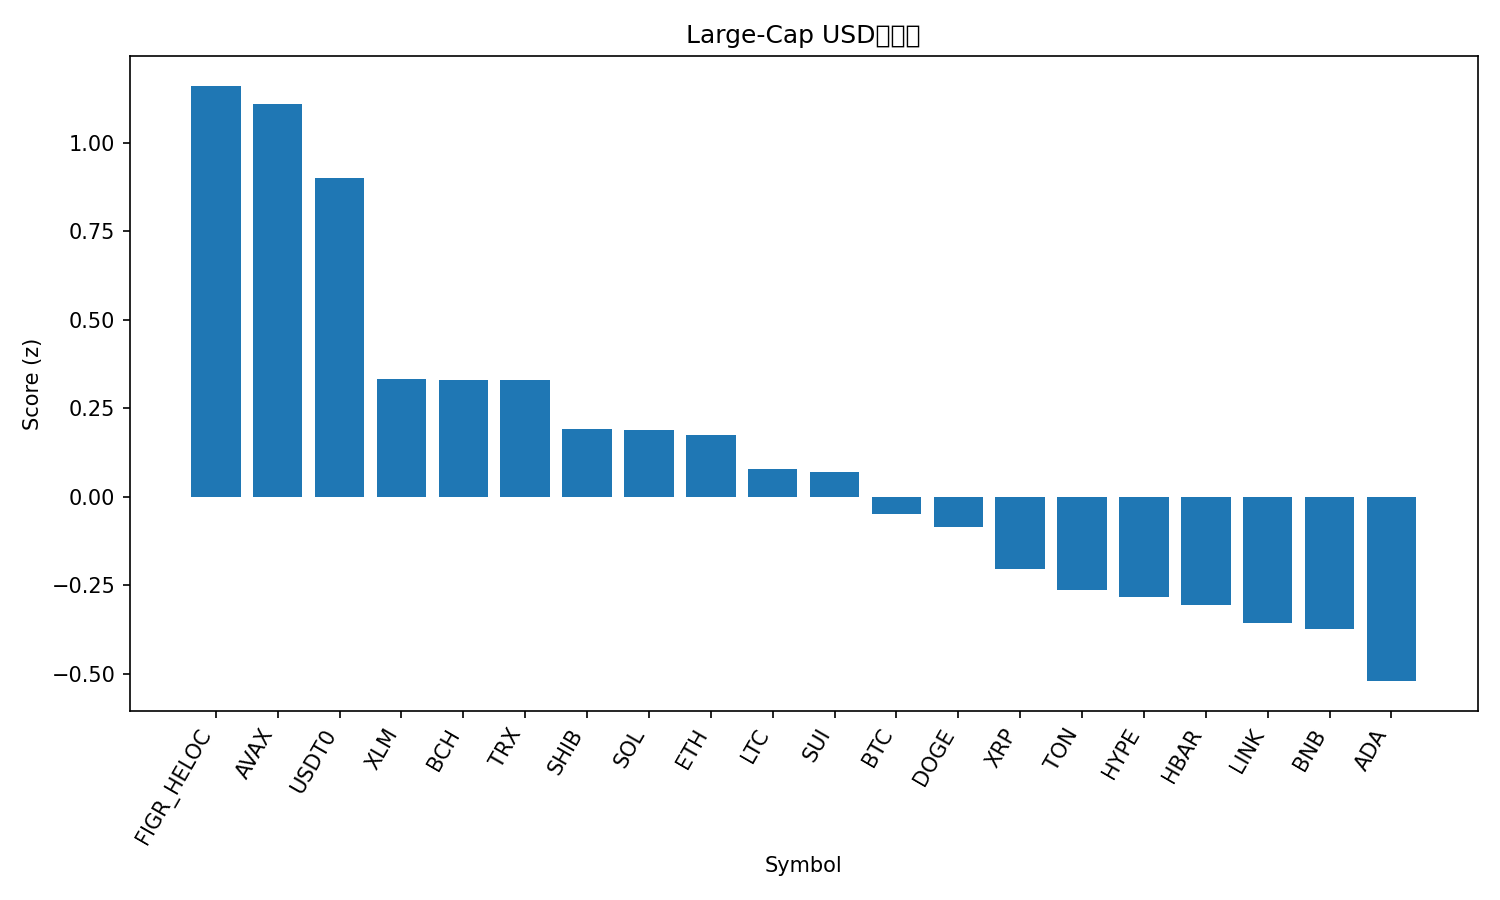 Large-Cap USD
Score (z)
1.00
0.75
0.50
0.25
0.00
−0.25
−0.50
FIGR_HELOC
AVAX
USDT0
XLM
BCH
TRX
SHIB
SOL
ETH
LTC
SUI
BTC
DOGE
XRP
TON
HYPE
HBAR
LINK
BNB
ADA
Symbol